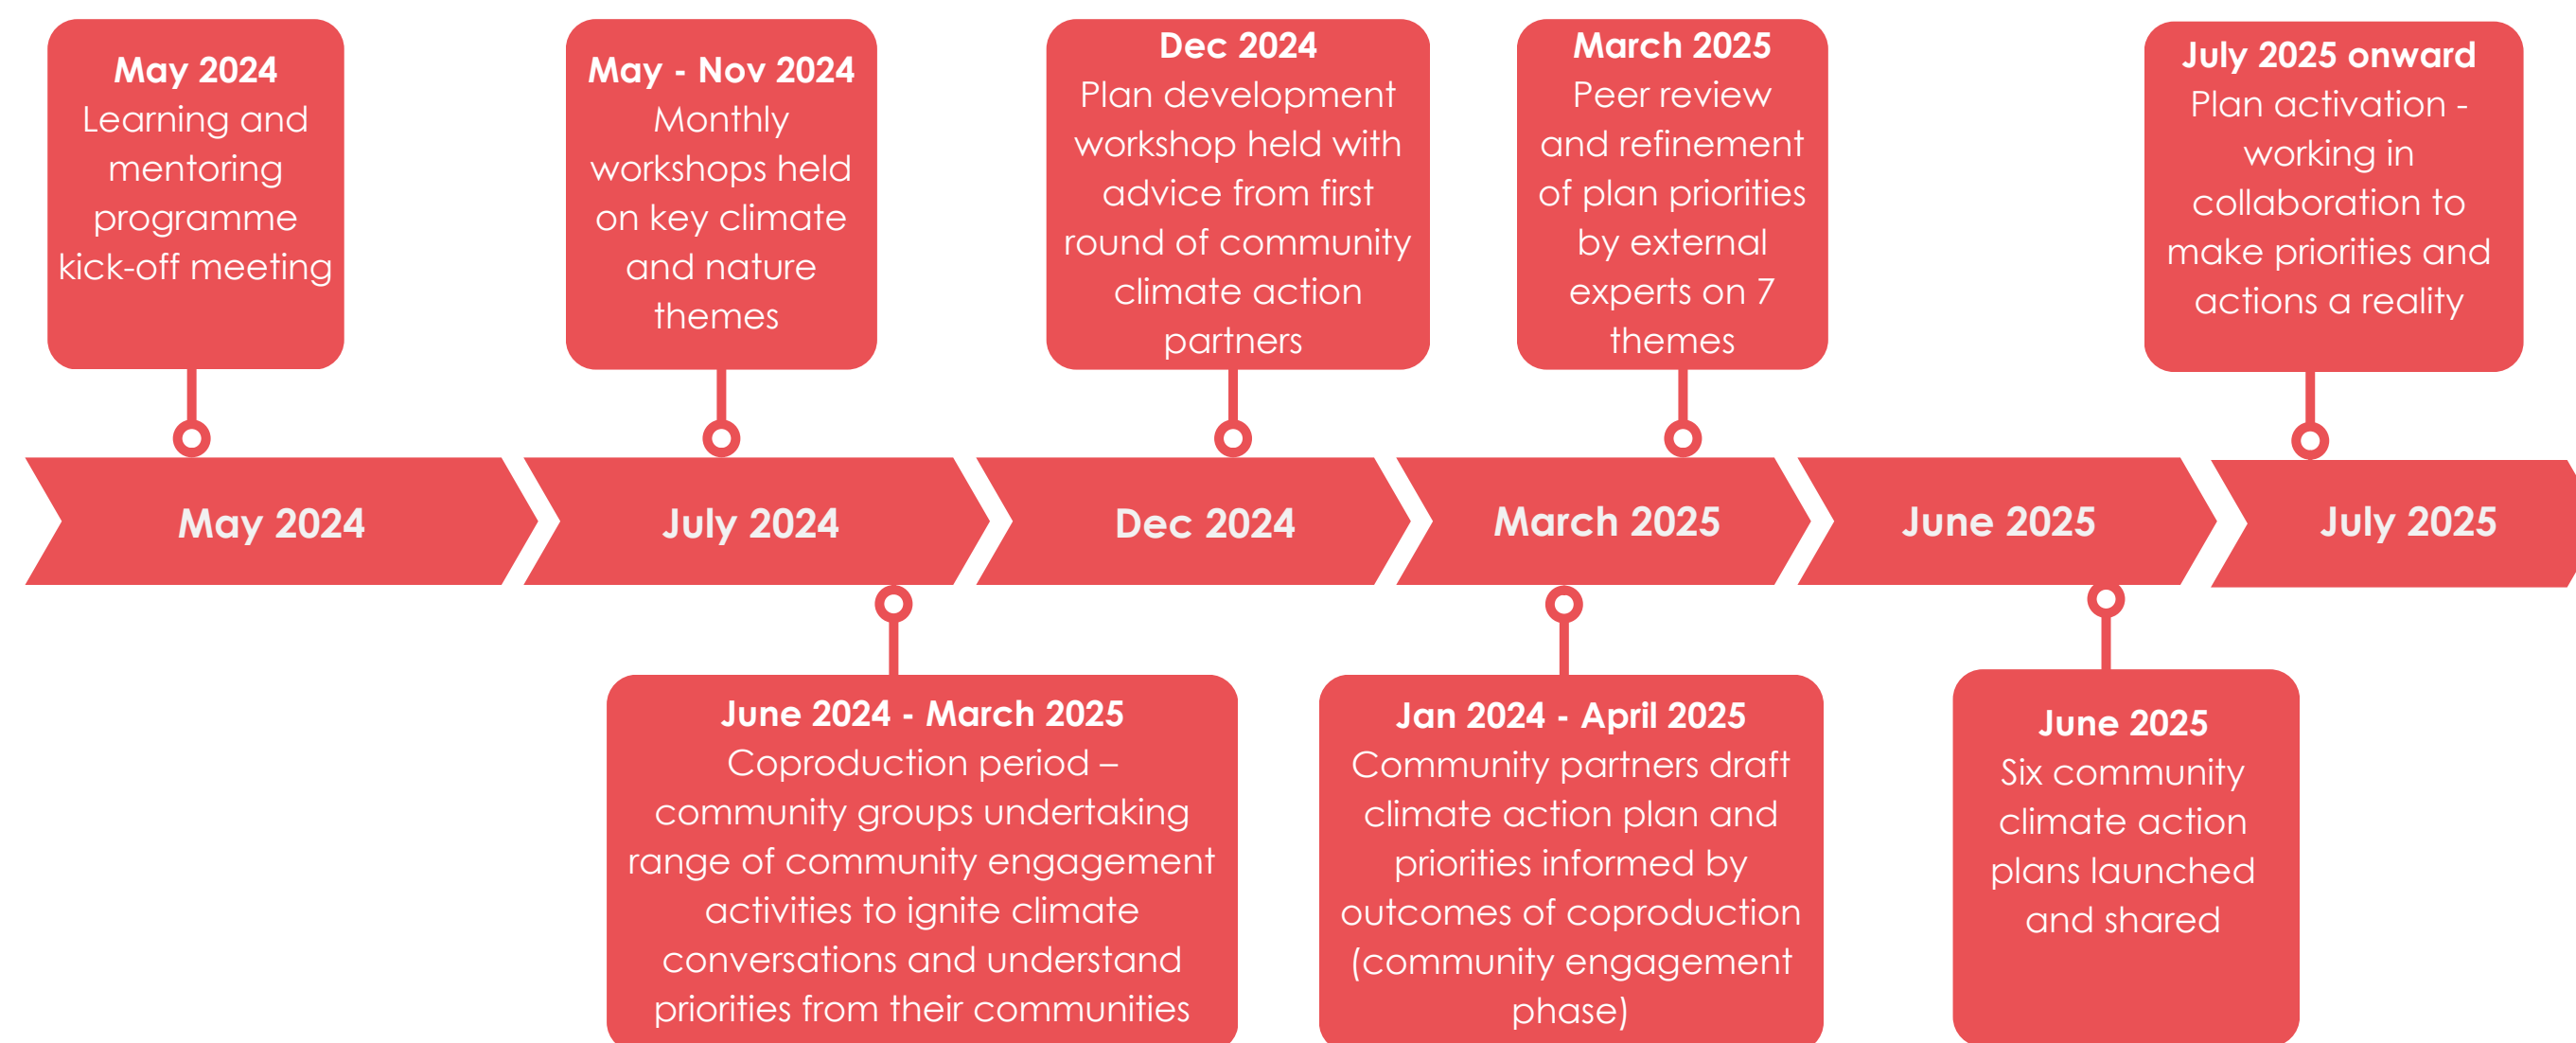 May 2024
Learning and
mentoring
programme
kick-off meeting
May - Nov 2024
Monthly
workshops held
on key climate
and nature
themes
Dec 2024
Plan development
workshop held with
advice from first
round of community
climate action
partners
March 2025
Peer review
and refinement
of plan priorities
by external
experts on 7
themes
July 2025 onward
Plan activation -
working in
collaboration to
make priorities and
actions a reality
May 2024
July 2024
Dec 2024
March 2025
June 2025
July 2025
June 2024 - March 2025
Coproduction period –
community groups undertaking
range of community engagement
activities to ignite climate
conversations and understand
priorities from their communities
Jan 2024 - April 2025
Community partners draft
climate action plan and
priorities informed by
outcomes of coproduction
(community engagement
phase)
June 2025
Six community
climate action
plans launched
and shared